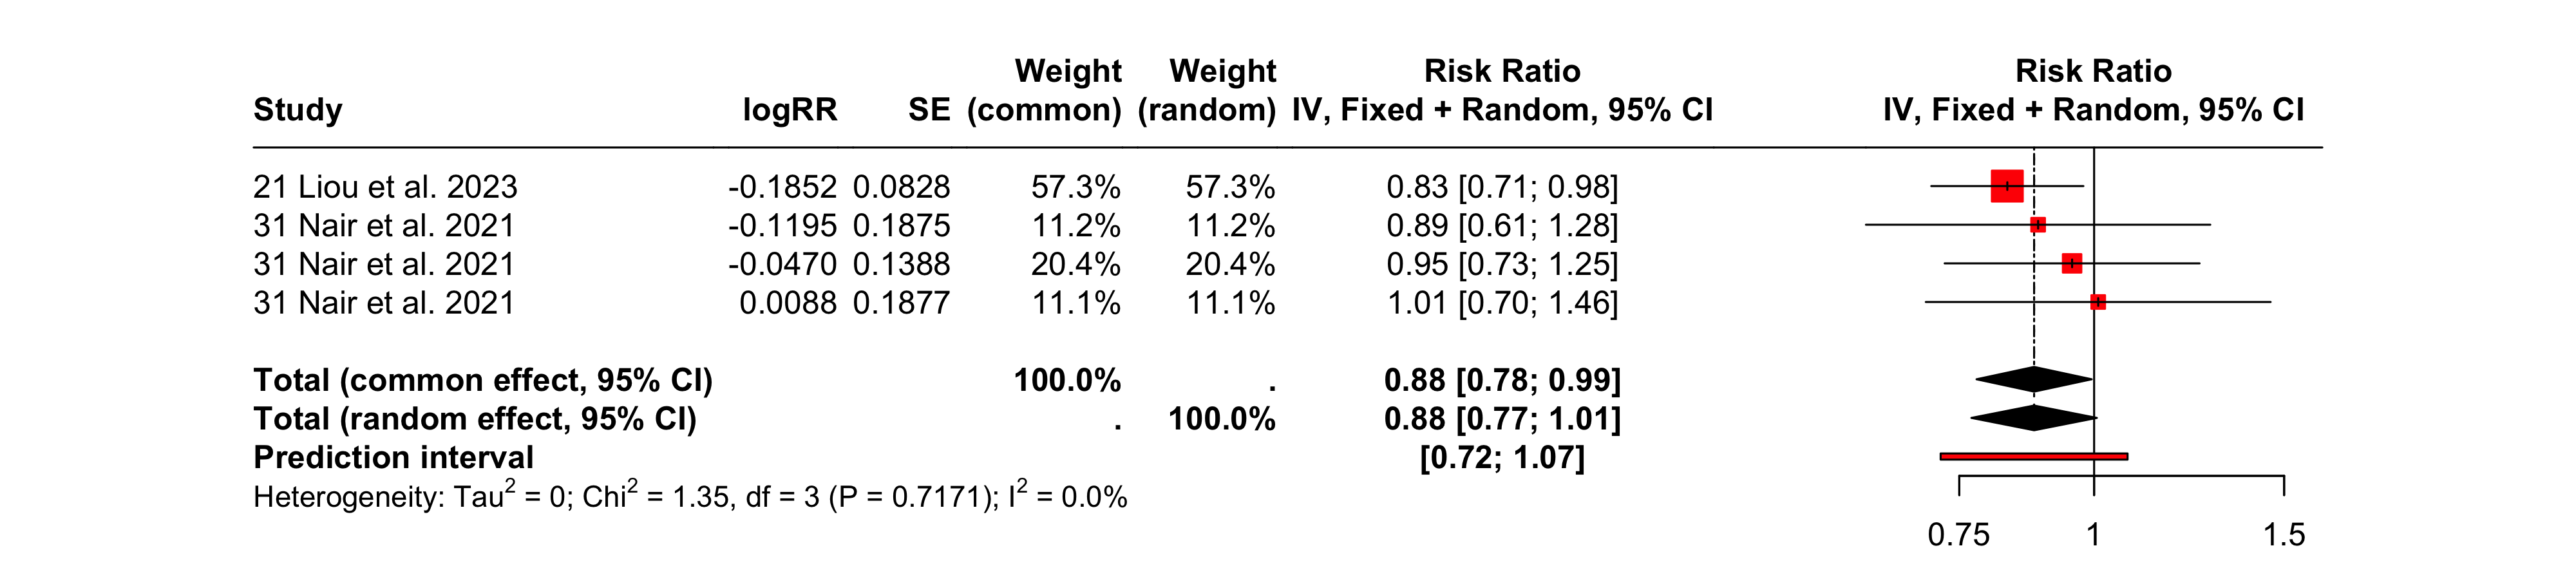 Weight Weight Risk Ratio Risk Ratio
Study logRR SE (common) (random) IV, Fixed + Random, 95% CI IV, Fixed + Random, 95% CI
21 Liou et al. 2023 -0.1852 0.0828 57.3% 57.3% 0.83 [0.71; 0.98]
31 Nair et al. 2021 -0.1195 0.1875 11.2% 11.2% 0.89 [0.61; 1.28]
31 Nair et al. 2021 -0.0470 0.1388 20.4% 20.4% 0.95 [0.73; 1.25]
31 Nair et al. 2021 0.0088 0.1877 11.1% 11.1% 1.01 [0.70; 1.46]
Total (common effect, 95% CI) 100.0% . 0.88 [0.78; 0.99]
Total (random effect, 95% CI) . 100.0% 0.88 [0.77; 1.01]
Prediction interval [0.72; 1.07]
Heterogeneity: Tau² = 0; Chi² = 1.35, df = 3 (P = 0.7171); I² = 0.0%
0.75 1 1.5